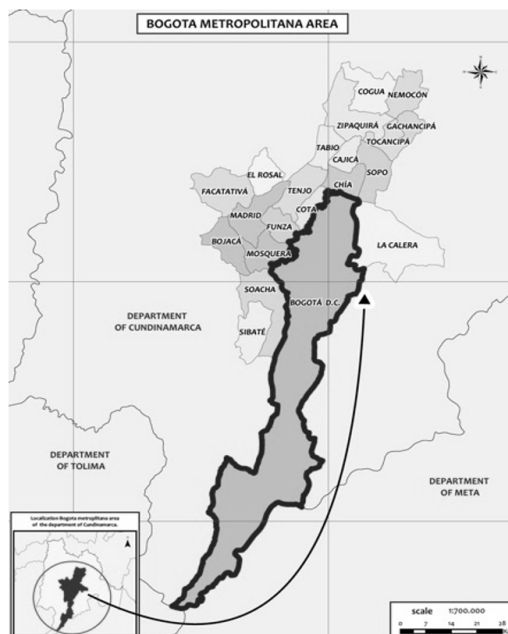 BOGOTA METROPOLITANA AREA
COGUA
NEMOCÓN
ZIPAQUIRÁ
GACHANCIPÁ
TOCANCIPÁ
TABIO
CAJICÁ
SOPO
EL ROSAL
CHÍA
FACATATIVÁ
TENJO
COTA
MADRID
FUNZA
BOJACÁ
MOSQUERA
LA CALERA
SOACHA
BOGOTÁ D.C.
DEPARTMENT
OF CUNDINAMARCA
SIBATÉ
DEPARTMENT
OF TOLIMA
DEPARTMENT
OF META
Localization Bogota metroplitana area
of the department of Cundinamarca.
scale 1:700.000
0 7 14 21 28